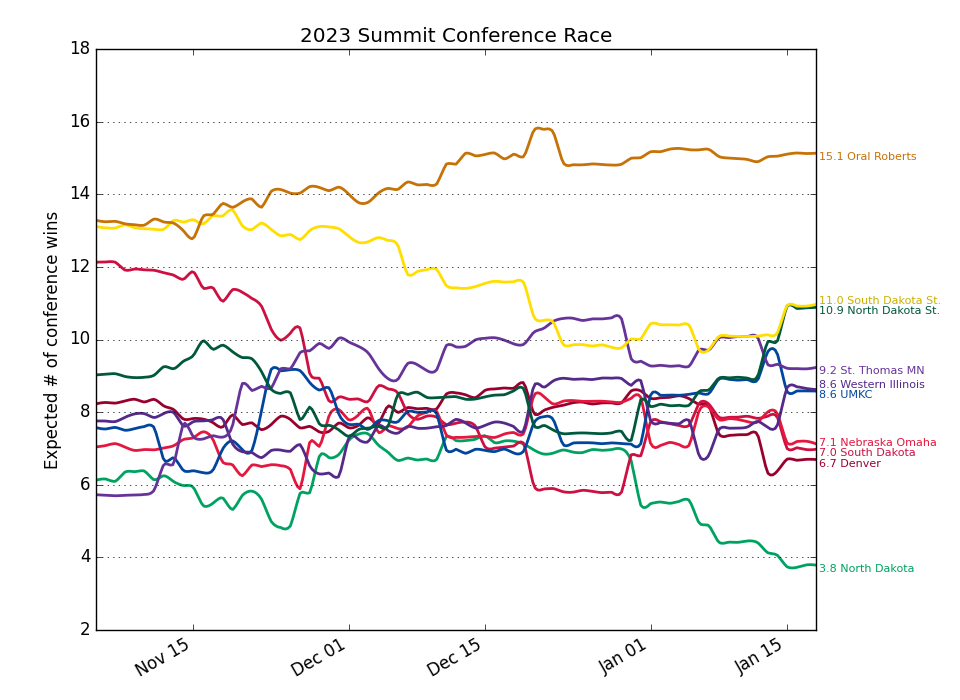 2023 Summit Conference Race
Expected # of conference wins
18
16
14
12
10
8
6
4
2
Nov 15
Dec 01
Dec 15
Jan 01
Jan 15
15.1 Oral Roberts
11.0 South Dakota St.
10.9 North Dakota St.
9.2 St. Thomas MN
8.6 Western Illinois
8.6 UMKC
7.1 Nebraska Omaha
7.0 South Dakota
6.7 Denver
3.8 North Dakota